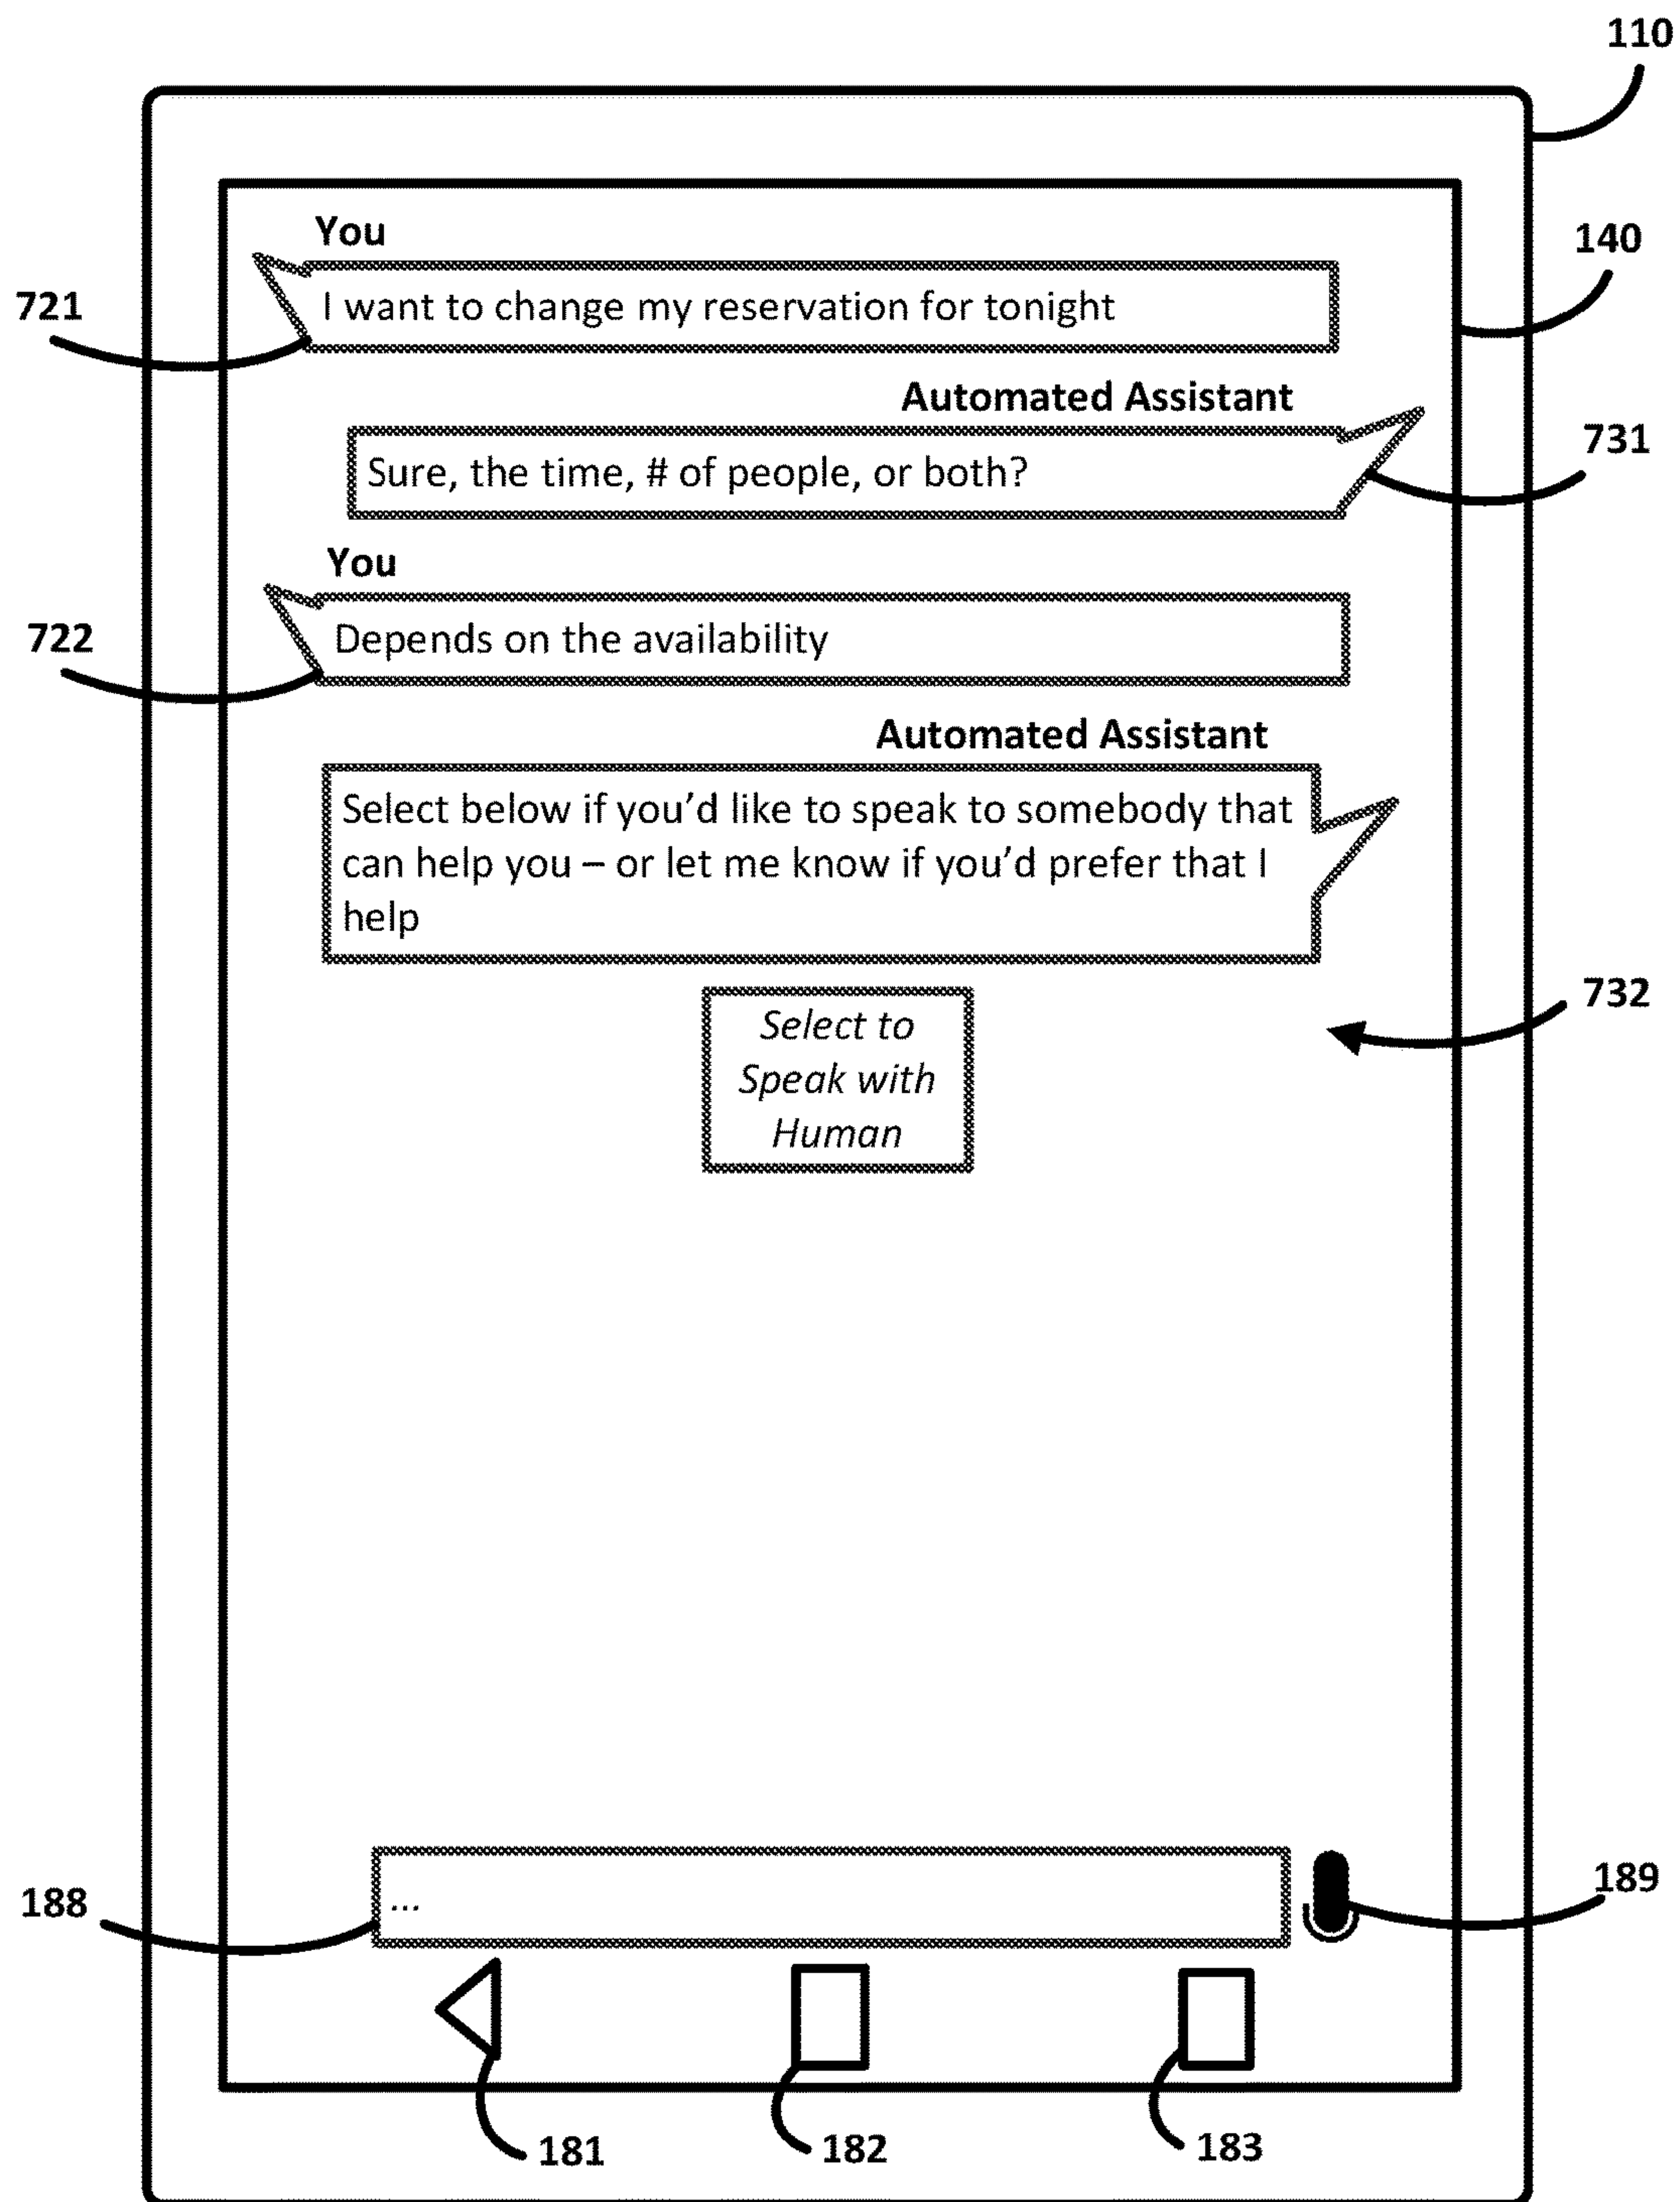 110
You
140
721
I want to change my reservation for tonight
Automated Assistant
731
Sure, the time, # of people, or both?
You
722
Depends on the availability
Automated Assistant
Select below if you’d like to speak to somebody that
can help you – or let me know if you’d prefer that I
help
732
Select to
Speak with
Human
188
...
189
181
182
183